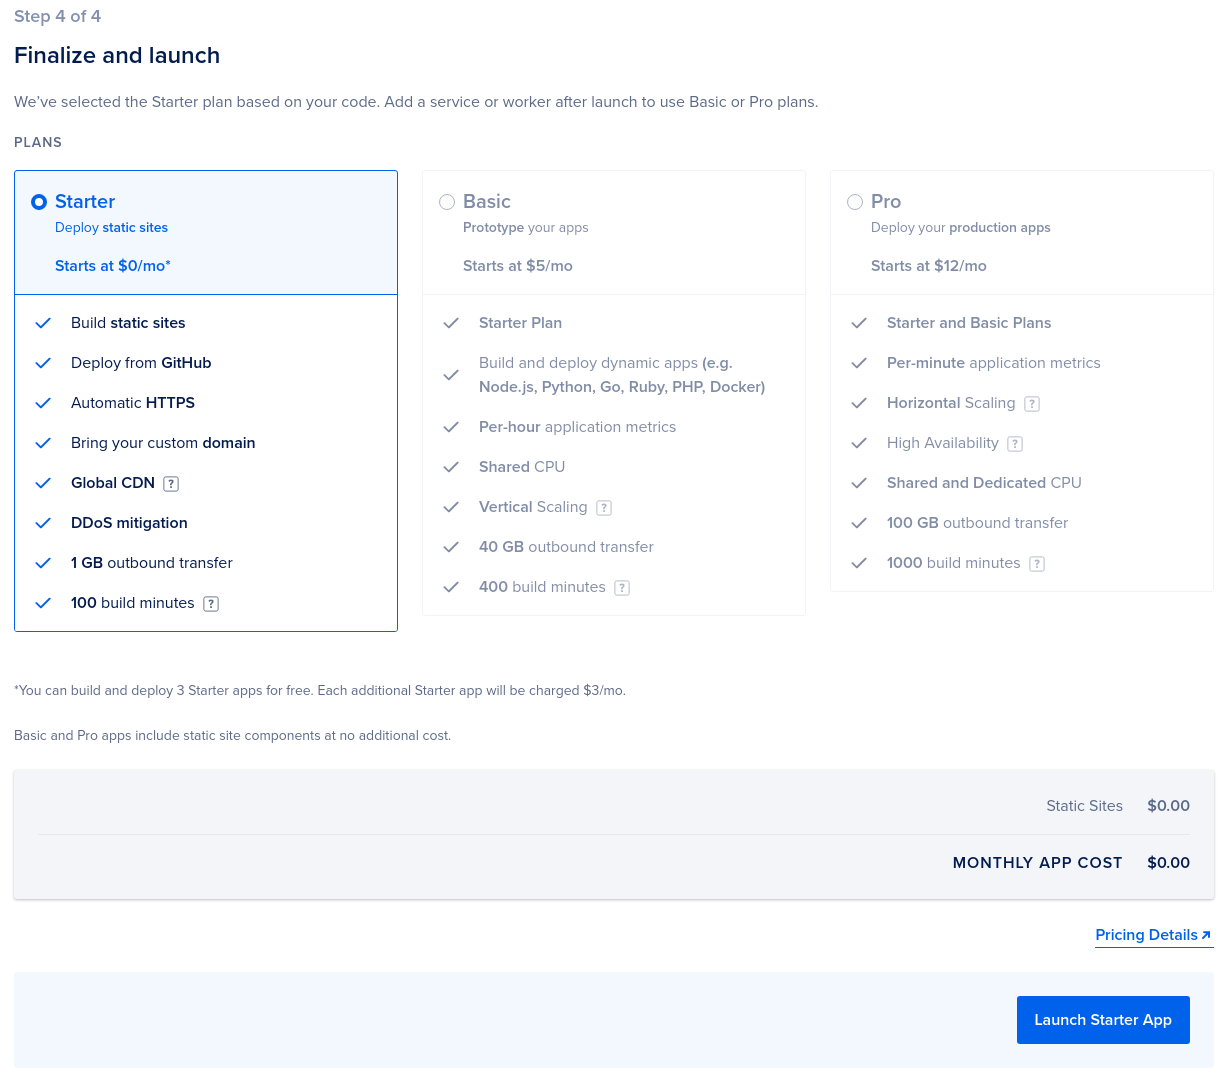 Step 4 of 4
Finalize and launch
We've selected the Starter plan based on your code. Add a service or worker after launch to use Basic or Pro plans.
PLANS
Starter
Deploy static sites
Starts at $0/mo*
Build static sites
Deploy from GitHub
Automatic HTTPS
Bring your custom domain
Global CDN ?
DDoS mitigation
1 GB outbound transfer
100 build minutes ?
Basic
Prototype your apps
Starts at $5/mo
Starter Plan
Build and deploy dynamic apps (e.g.
Node.js, Python, Go, Ruby, PHP, Docker)
Per-hour application metrics
Shared CPU
Vertical Scaling ?
40 GB outbound transfer
400 build minutes ?
Pro
Deploy your production apps
Starts at $12/mo
Starter and Basic Plans
Per-minute application metrics
Horizontal Scaling ?
High Availability ?
Shared and Dedicated CPU
100 GB outbound transfer
1000 build minutes ?
*You can build and deploy 3 Starter apps for free. Each additional Starter app will be charged $3/mo.
Basic and Pro apps include static site components at no additional cost.
Static Sites $0.00
MONTHLY APP COST $0.00
Pricing Details
Launch Starter App